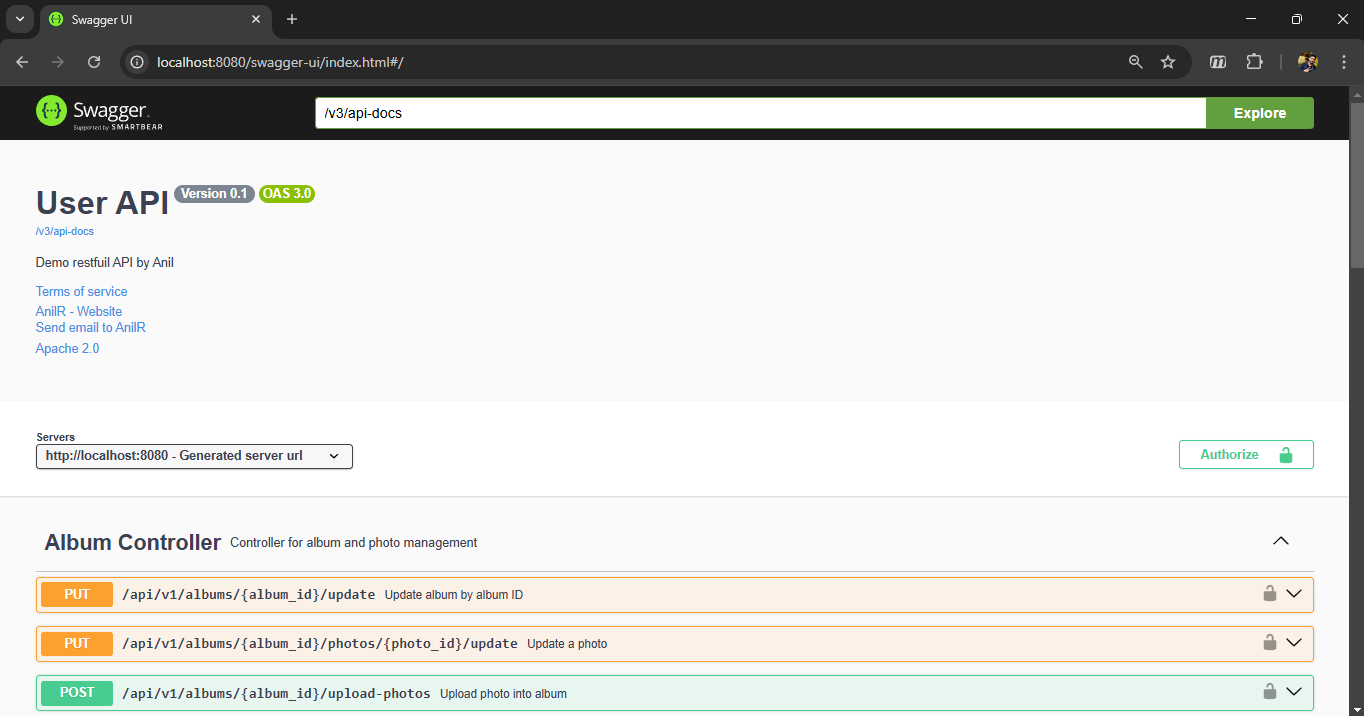 Swagger UI
localhost:8080/swagger-ui/index.html#/
Swagger.
Supported by SMARTBEAR
/v3/api-docs
Explore
User API Version 0.1 OAS 3.0
/v3/api-docs
Demo restfuil API by Anil
Terms of service
AnilR - Website
Send email to AnilR
Apache 2.0
Servers
http://localhost:8080 - Generated server url
Authorize
Album Controller Controller for album and photo management
PUT /api/v1/albums/{album_id}/update Update album by album ID
PUT /api/v1/albums/{album_id}/photos/{photo_id}/update Update a photo
POST /api/v1/albums/{album_id}/upload-photos Upload photo into album